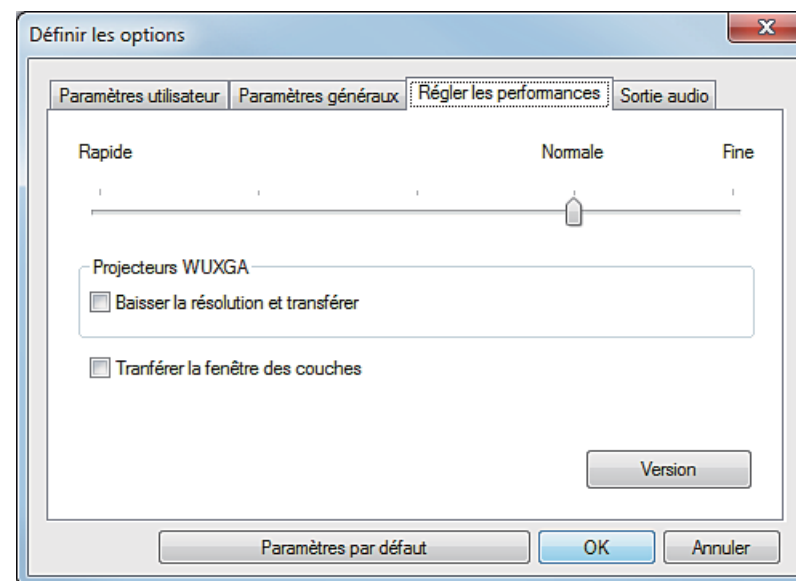 Définir les options
Paramètres utilisateur Paramètres généraux Régler les performances Sortie audio
Rapide Normale Fine
Projecteurs WUXGA
Baisser la résolution et transférer
Tranférer la fenêtre des couches
Version
Paramètres par défaut OK Annuler